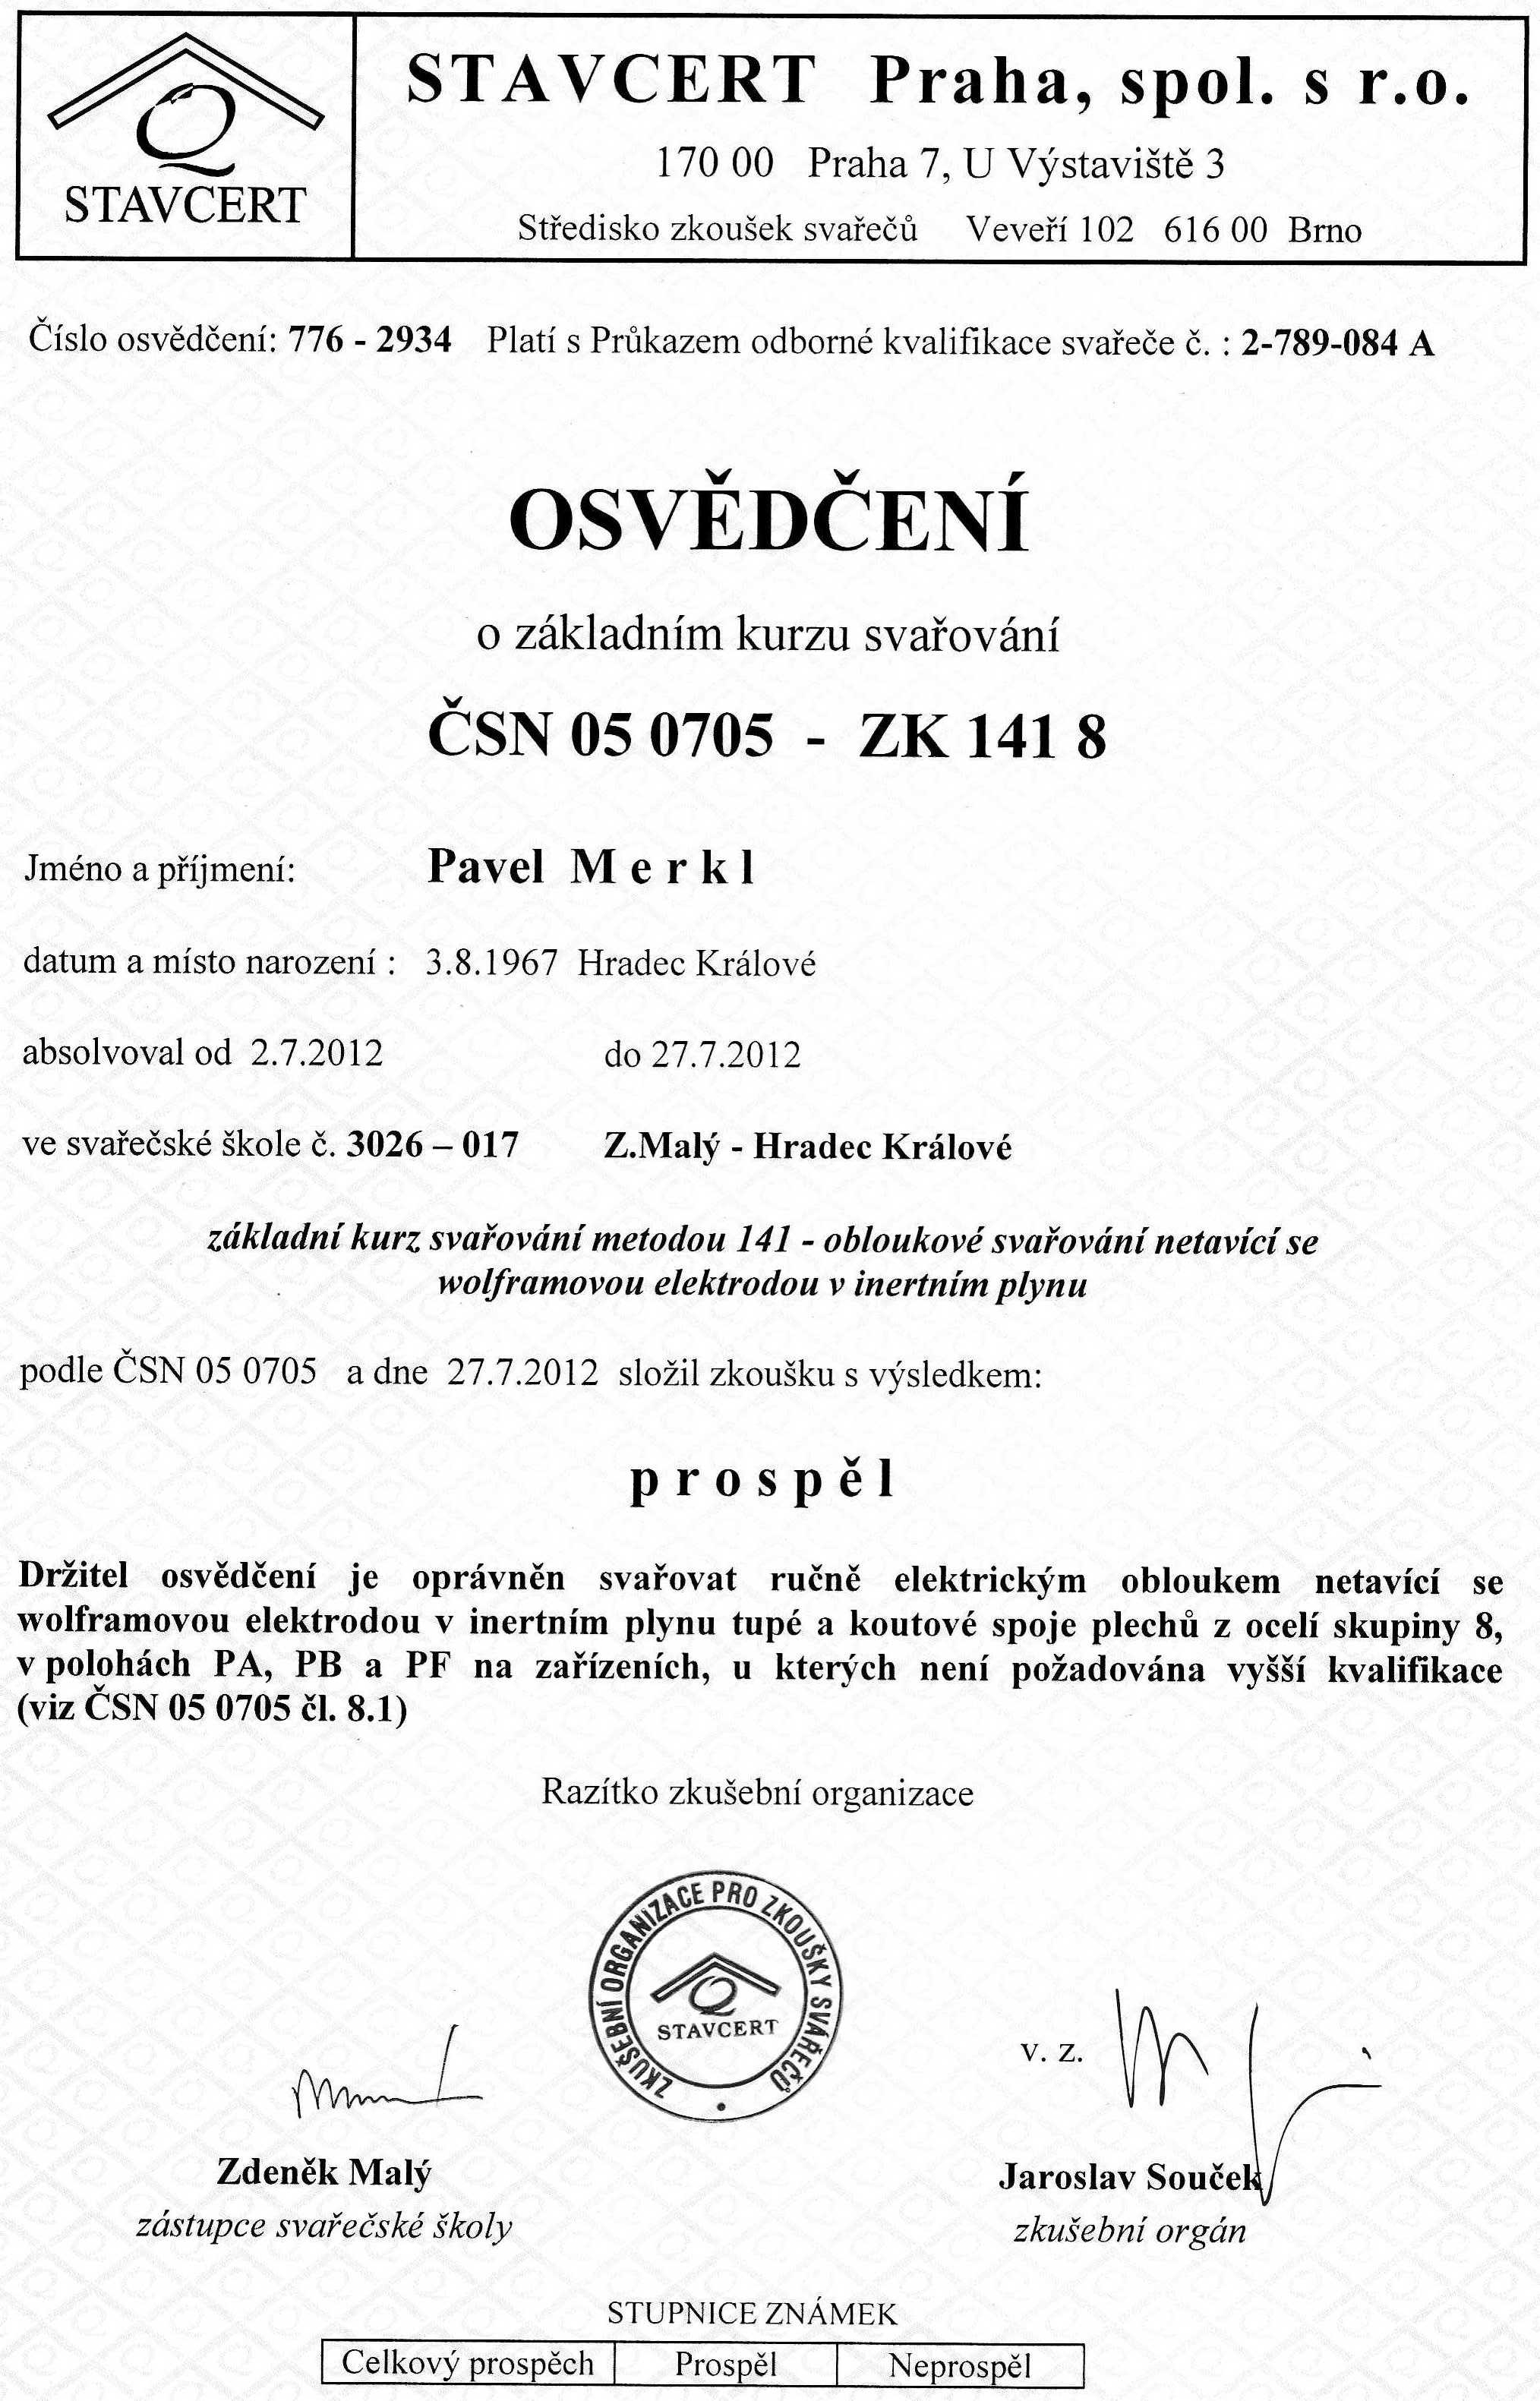 STAVCERT
STAVCERT Praha, spol. s r.o.
170 00 Praha 7, U Výstaviště 3
Středisko zkoušek svařečů Veveří 102 616 00 Brno
Číslo osvědčení: 776 - 2934 Platí s Průkazem odborné kvalifikace svařeče č. : 2-789-084 A
OSVĚDČENÍ
o základním kurzu svařování
ČSN 05 0705 - ZK 141 8
Jméno a příjmení: Pavel M e r k l
datum a místo narození : 3.8.1967 Hradec Králové
absolvoval od 2.7.2012 do 27.7.2012
ve svařečské škole č. 3026 – 017 Z.Malý - Hradec Králové
základní kurz svařování metodou 141 - obloukové svařování netavící se
wolframovou elektrodou v inertním plynu
podle ČSN 05 0705 a dne 27.7.2012 složil zkoušku s výsledkem:
p r o s p ě l
Držitel osvědčení je oprávněn svařovat ručně elektrickým obloukem netavící se
wolframovou elektrodou v inertním plynu tupé a koutové spoje plechů z ocelí skupiny 8,
v polohách PA, PB a PF na zařízeních, u kterých není požadována vyšší kvalifikace
(viz ČSN 05 0705 čl. 8.1)
Razítko zkušební organizace
ZKUŠEBNÍ ORGANIZACE PRO ZKOUŠKY SVÁŘEČŮ
STAVCERT
v. z.
Zdeněk Malý Jaroslav Souček
zástupce svařečské školy zkušební orgán
STUPNICE ZNÁMEK
Celkový prospěch Prospěl Neprospěl